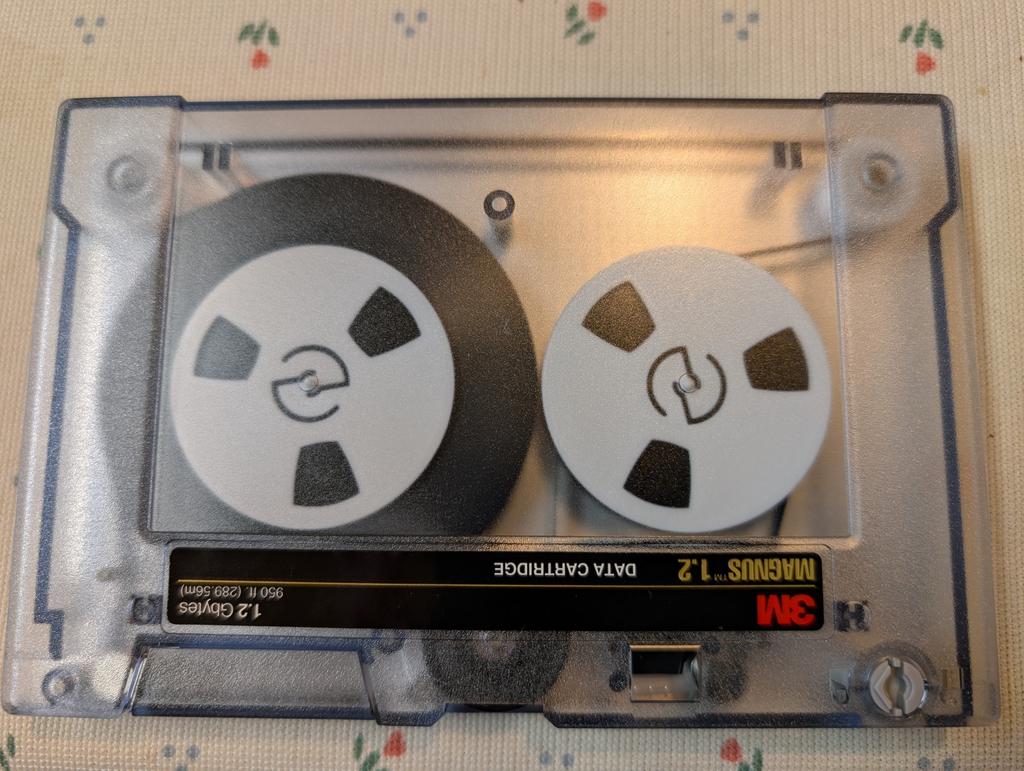 3M
MAGNUS™ 1.2
DATA CARTRIDGE
1.2 Gbytes
950 ft. (289.56m)